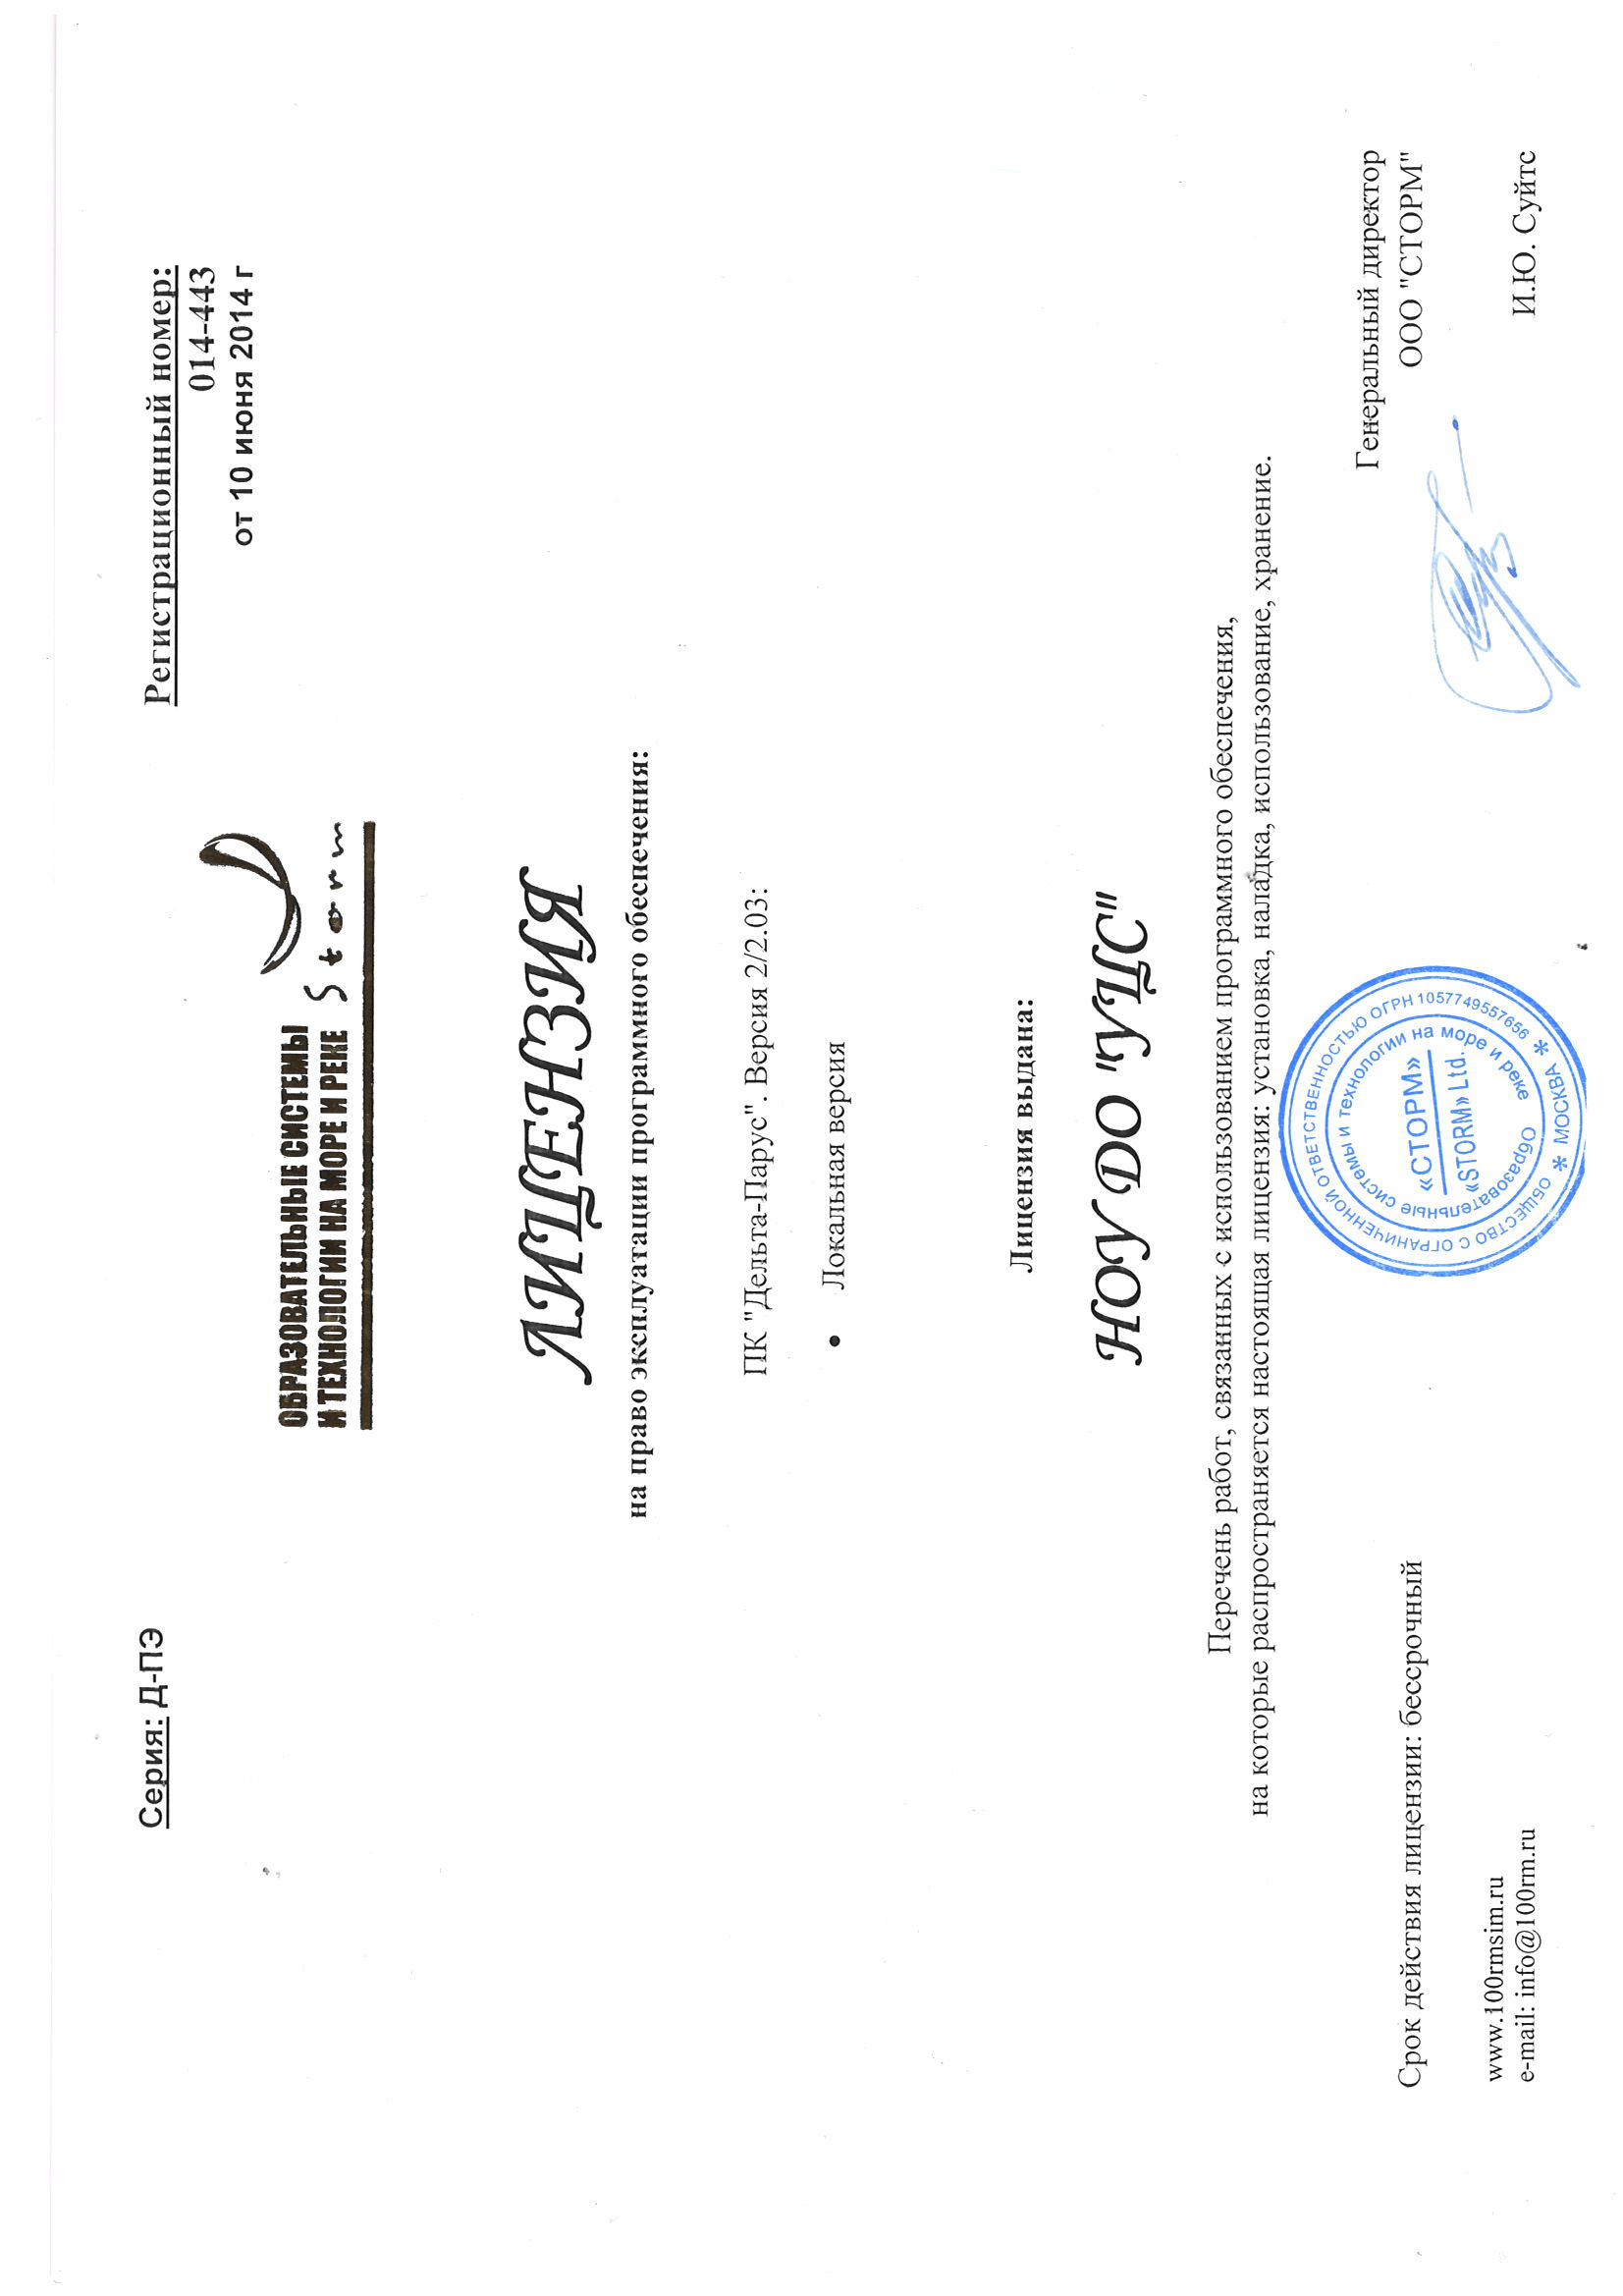 Серия: Д-ПЭ
Регистрационный номер:
014-443
от 10 июня 2014 г
ОБРАЗОВАТЕЛЬНЫЕ СИСТЕМЫ
И ТЕХНОЛОГИИ НА МОРЕ И РЕКЕ
Storm
ЛИЦЕНЗИЯ
на право эксплуатации программного обеспечения:
ПК "Дельта-Парус". Версия 2/2.03:
• Локальная версия
Лицензия выдана:
НОУ DO "УЦС"
Перечень работ, связанных с использованием программного обеспечения,
на которые распространяется настоящая лицензия: установка, наладка, использование, хранение.
Срок действия лицензии: бессрочный
Генеральный директор
ООО "СТОРМ"
И.Ю. Суйтс
www.100rmsim.ru
e-mail: info@100rm.ru
ОБЩЕСТВО С ОГРАНИЧЕННОЙ ОТВЕТСТВЕННОСТЬЮ ОГРН 1057749557656 * МОСКВА *
Образовательные системы и технологии на море и реке
«СТОРМ»
«STORM» Ltd.